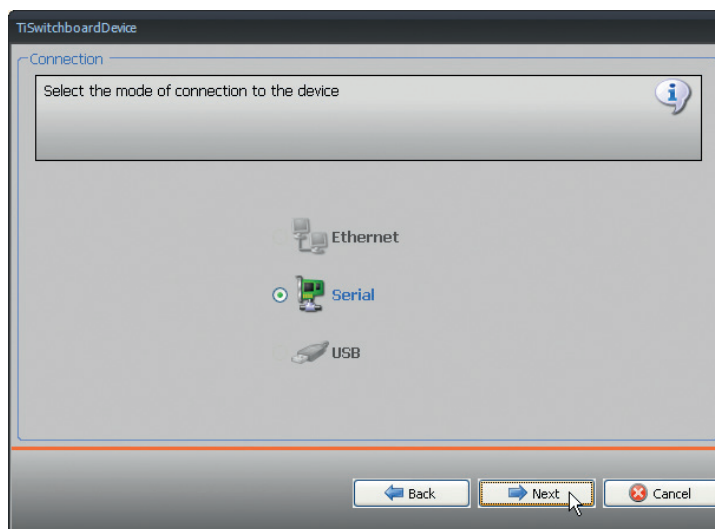 TiSwitchboardDevice
Connection
Select the mode of connection to the device
Ethernet
Serial
USB
Back
Next
Cancel